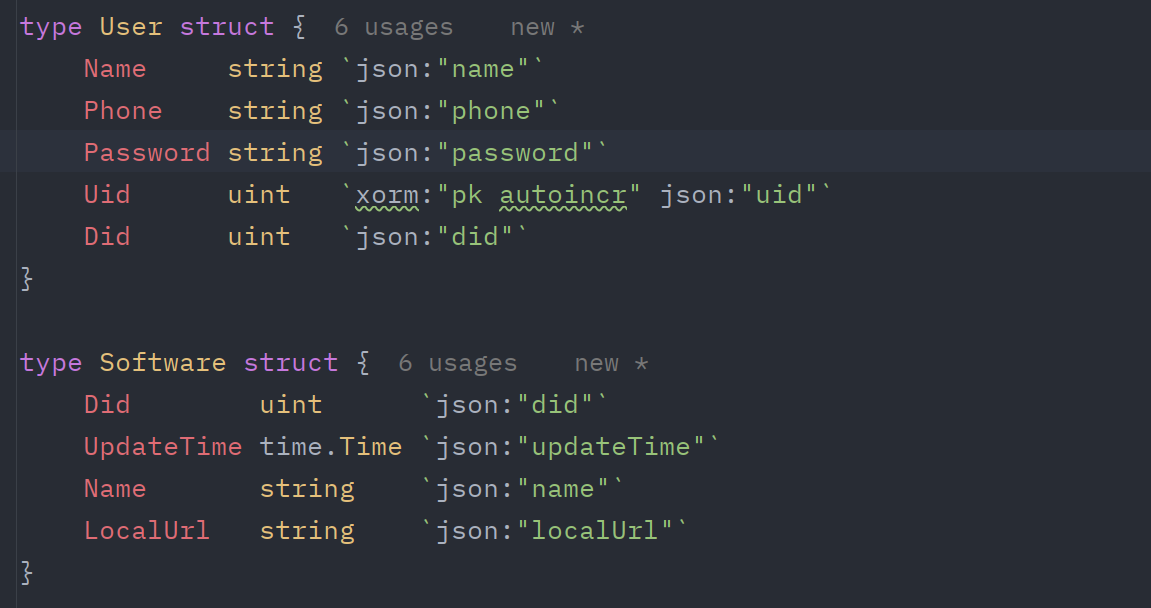 type User struct {  6 usages    new *
    Name     string `json:"name"`
    Phone    string `json:"phone"`
    Password string `json:"password"`
    Uid      uint   `xorm:"pk autoincr" json:"uid"`
    Did      uint   `json:"did"`
}
type Software struct {  6 usages    new *
    Did        uint      `json:"did"`
    UpdateTime time.Time `json:"updateTime"`
    Name       string    `json:"name"`
    LocalUrl   string    `json:"localUrl"`
}